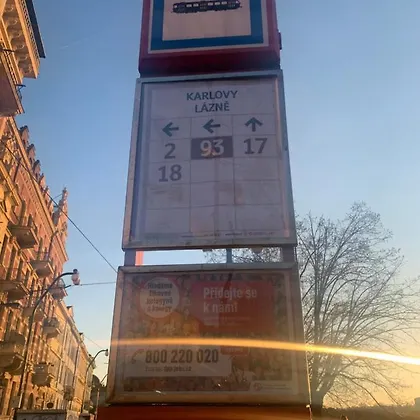 KARLOVY
LÁZNĚ
← ← ↑
2 93 17
18
Přidejte se
k nám!
800 220 020